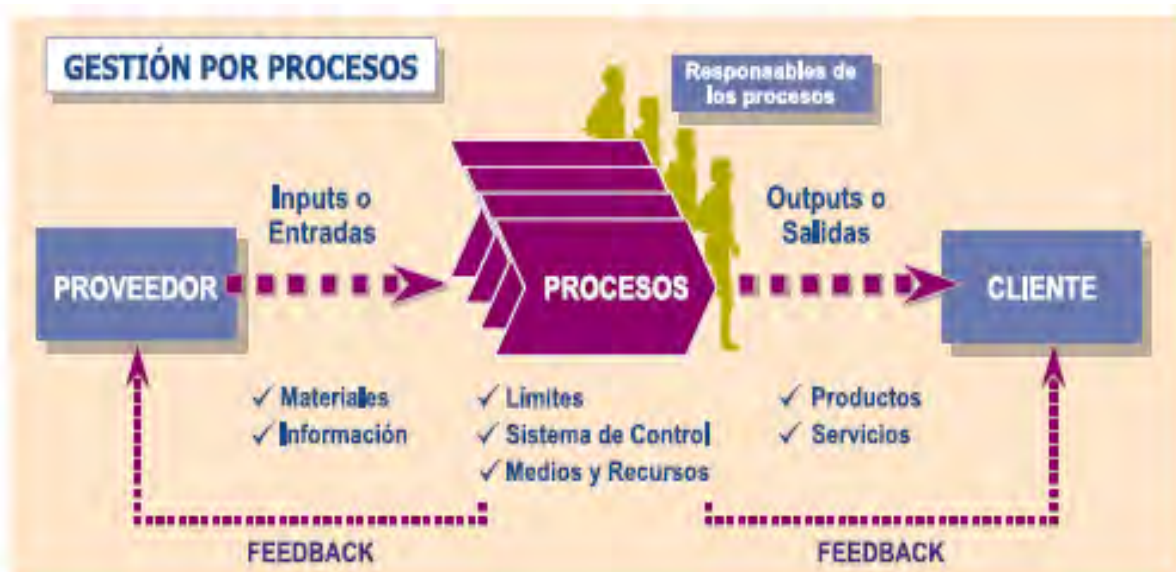 GESTIÓN POR PROCESOS
Responsables de
los procesos
Inputs o
Entradas
Outputs o
Salidas
PROVEEDOR
PROCESOS
CLIENTE
✓ Materiales
✓ Información
✓ Límites
✓ Sistema de Control
✓ Medios y Recursos
✓ Productos
✓ Servicios
FEEDBACK
FEEDBACK